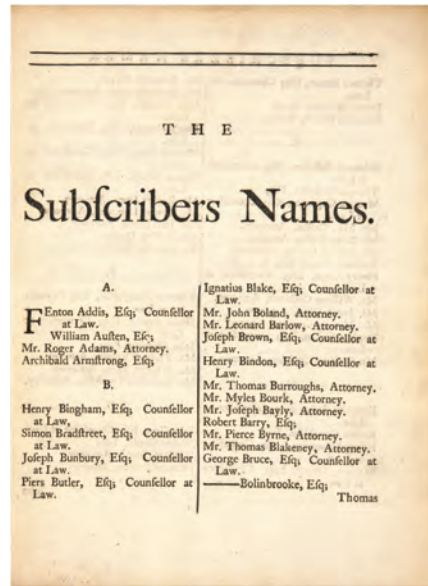 THE
Subſcribers Names.
A.
FEnton Addis, Eſq; Counſellor
at Law.
William Auſten, Eſq;
Mr. Roger Adams, Attorney.
Archibald Armſtrong, Eſq;
B.
Henry Bingham, Eſq; Counſellor
at Law,
Simon Bradſtreet, Eſq; Counſellor
at Law.
Joſeph Bunbury, Eſq; Counſellor
at Law.
Piers Butler, Eſq; Counſellor at
Law.
Ignatius Blake, Eſq; Counſellor at
Law.
Mr. John Boland, Attorney.
Mr. Leonard Barlow, Attorney.
Joſeph Brown, Eſq; Counſellor at
Law.
Henry Bindon, Eſq; Counſellor at
Law.
Mr. Thomas Burroughs, Attorney.
Mr. Myles Bourk, Attorney.
Mr. Joſeph Bayly, Attorney.
Robert Barry, Eſq;
Mr. Pierce Byrne, Attorney.
Mr. Thomas Blakeney, Attorney.
George Bruce, Eſq; Counſellor at
Law.
——Bolinbrooke, Eſq;
Thomas